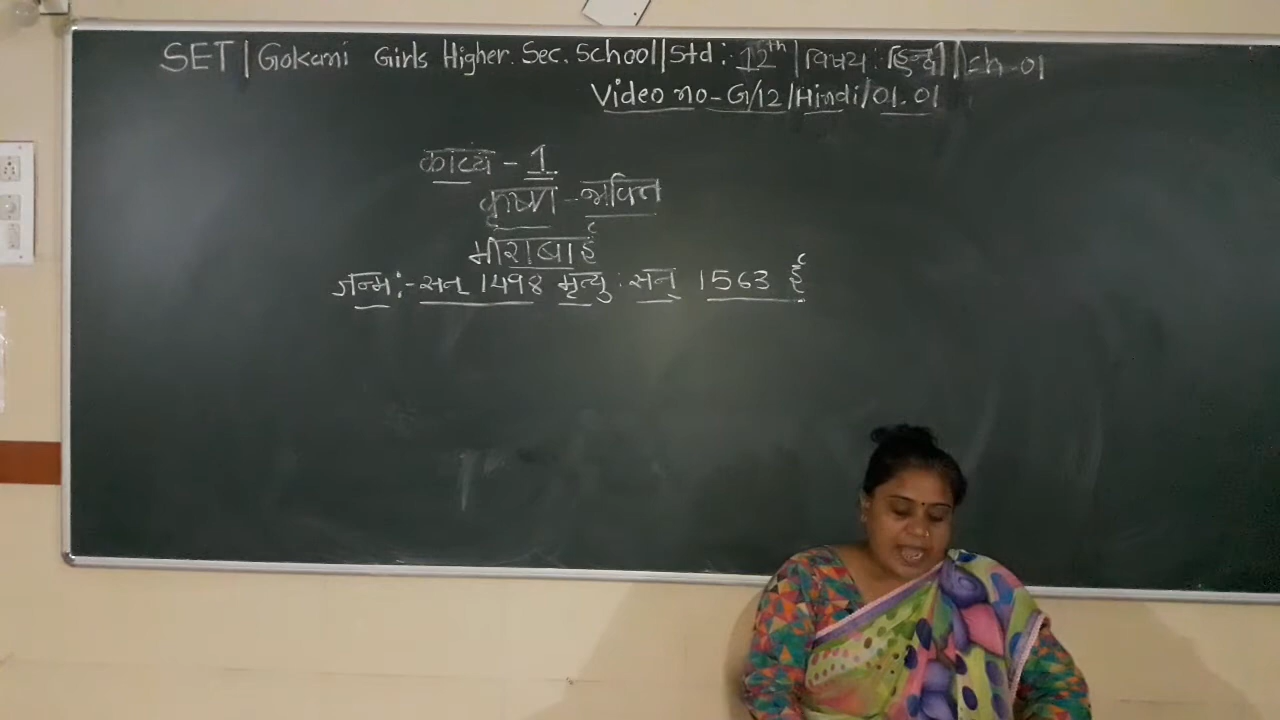 SET | Gokani Girls Higher. Sec. School | Std : 12th | विषय : हिन्दी | ch-01
Video no - G/12/Hindi/01.01
काव्य - 1
कृष्ण - भक्ति
मीराबाई
जन्म :- सन् 1498 मृत्यु : सन् 1563 ई